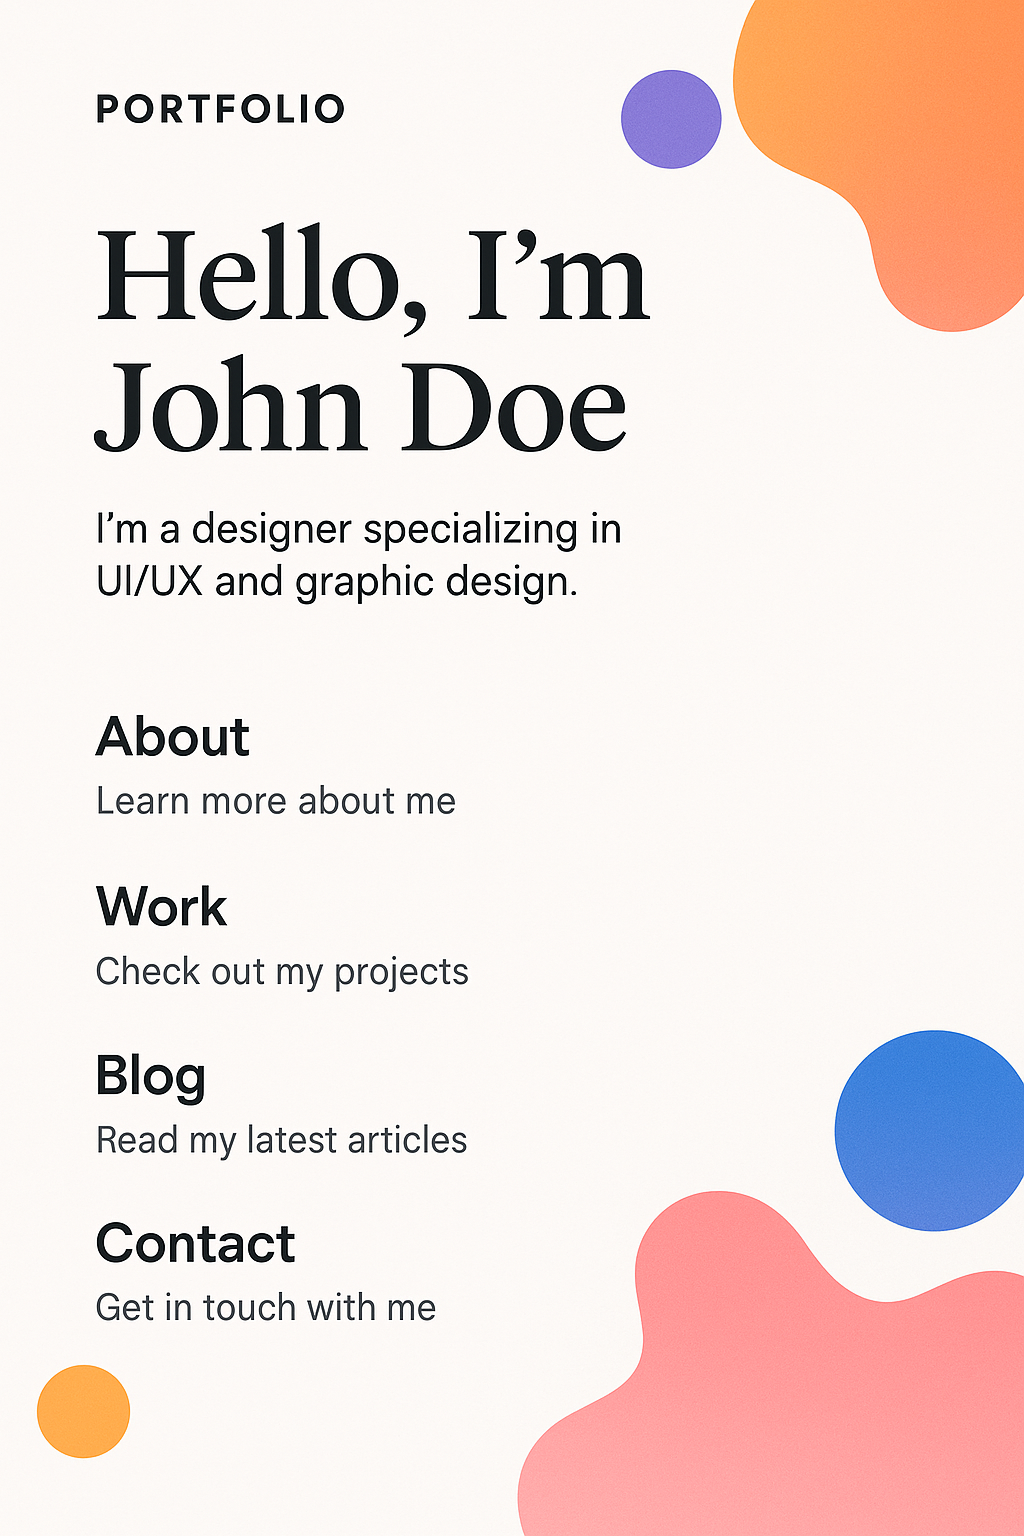 PORTFOLIO
Hello, I’m
John Doe
I’m a designer specializing in
UI/UX and graphic design.
About
Learn more about me
Work
Check out my projects
Blog
Read my latest articles
Contact
Get in touch with me